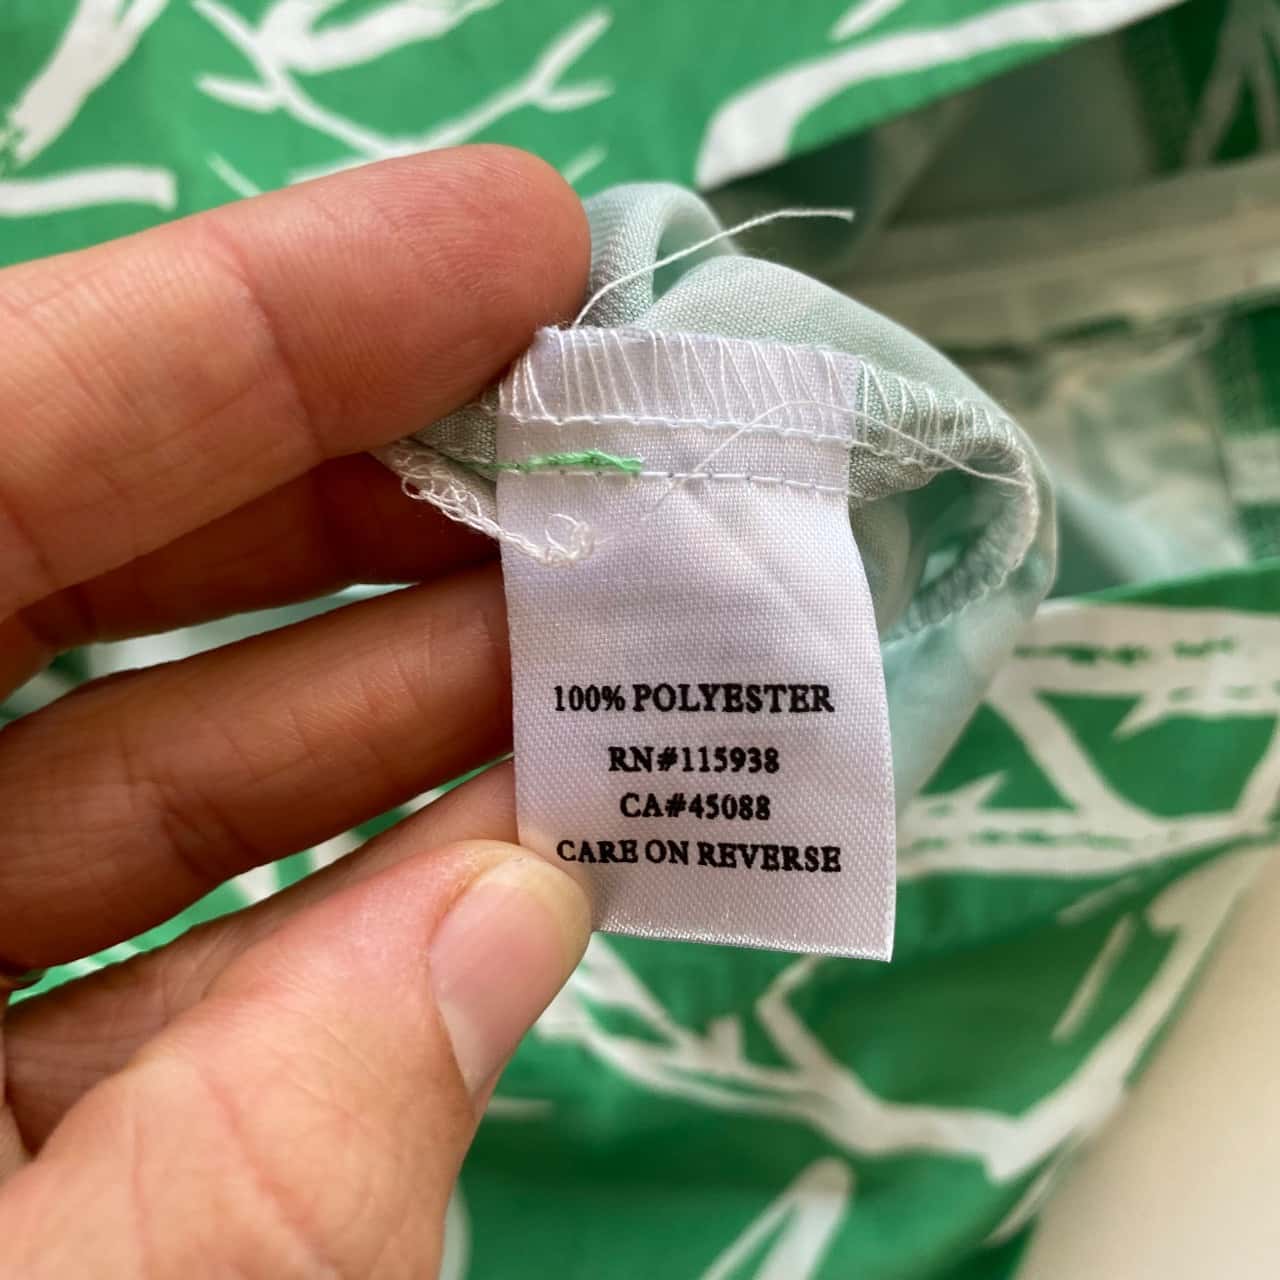 100% POLYESTER
RN#115938
CA#45088
CARE ON REVERSE